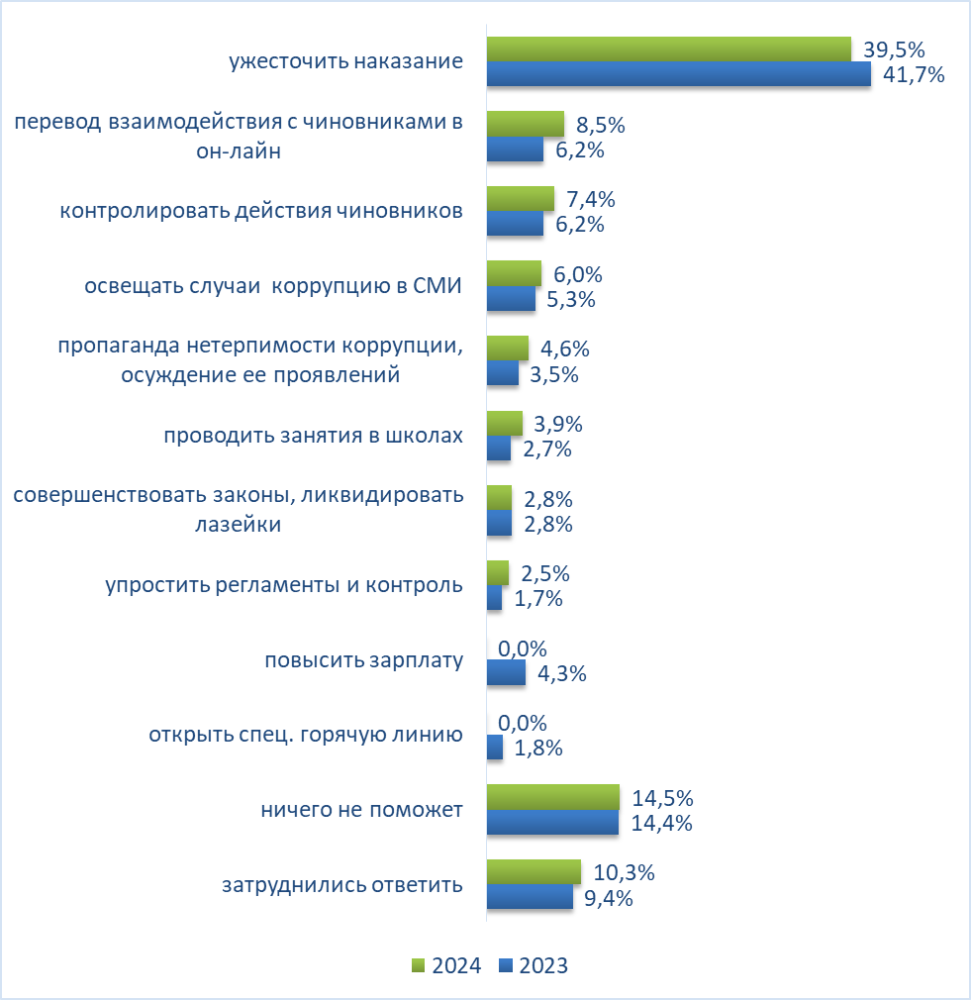 ужесточить наказание
39,5%
41,7%
перевод взаимодействия с чиновниками в
он-лайн
8,5%
6,2%
контролировать действия чиновников
7,4%
6,2%
освещать случаи  коррупцию в СМИ
6,0%
5,3%
пропаганда нетерпимости коррупции,
осуждение ее проявлений
4,6%
3,5%
проводить занятия в школах
3,9%
2,7%
совершенствовать законы, ликвидировать
лазейки
2,8%
2,8%
упростить регламенты и контроль
2,5%
1,7%
повысить зарплату
0,0%
4,3%
открыть спец. горячую линию
0,0%
1,8%
ничего не поможет
14,5%
14,4%
затруднились ответить
10,3%
9,4%
2024 2023